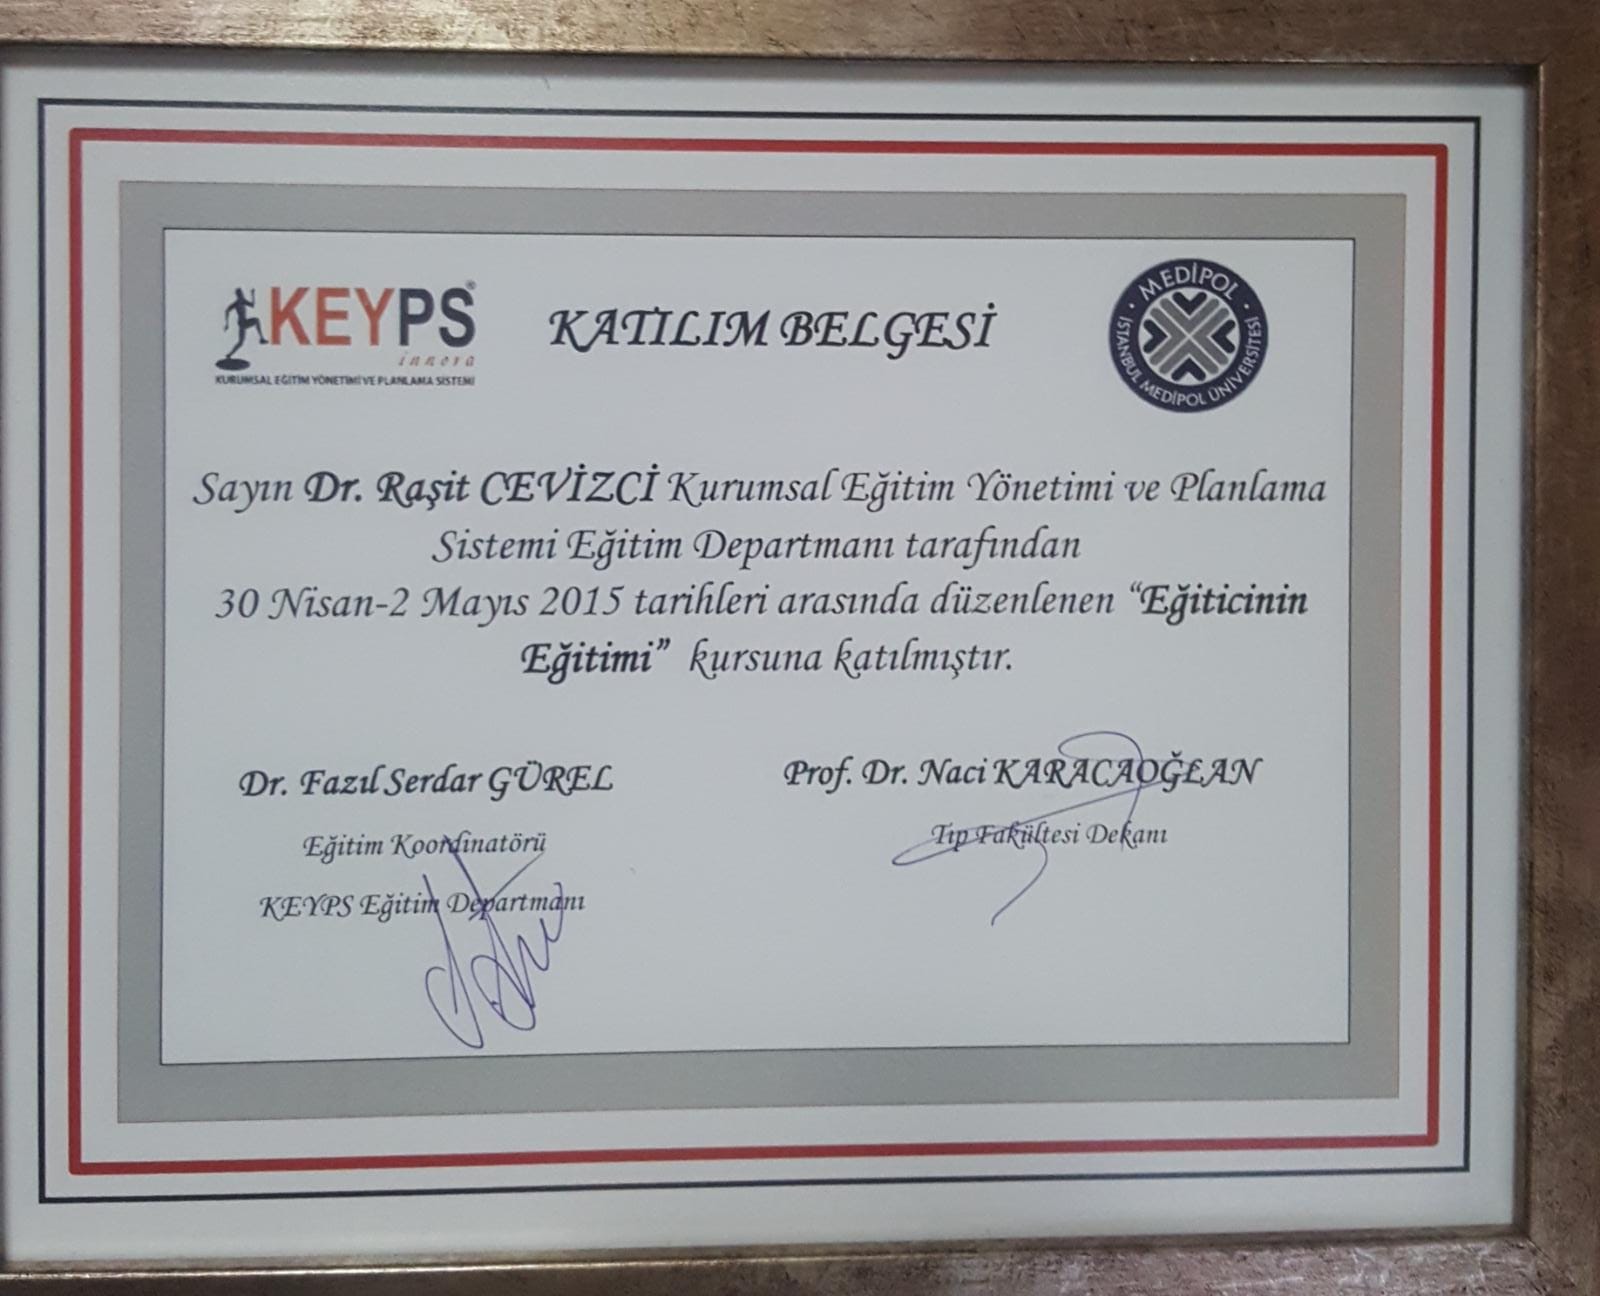 KEYPS®
innova
KURUMSAL EĞİTİM YÖNETİMİ VE PLANLAMA SİSTEMİ
KATILIM BELGESİ
MEDİPOL
İSTANBUL MEDİPOL ÜNİVERSİTESİ
Sayın Dr. Raşit CEVİZCİ Kurumsal Eğitim Yönetimi ve Planlama
Sistemi Eğitim Departmanı tarafından
30 Nisan-2 Mayıs 2015 tarihleri arasında düzenlenen “Eğiticinin
Eğitimi” kursuna katılmıştır.
Dr. Fazıl Serdar GÜREL
Eğitim Koordinatörü
KEYPS Eğitim Departmanı
Prof. Dr. Naci KARACAOĞLAN
Tıp Fakültesi Dekanı